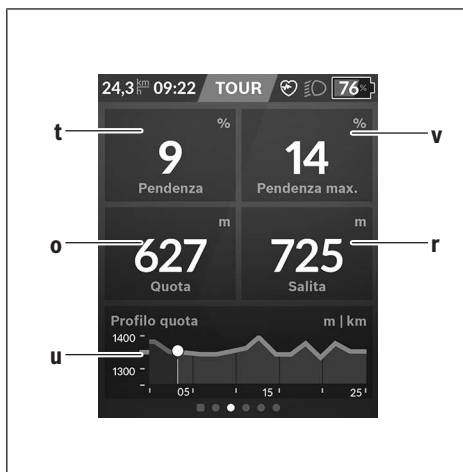 24,3 km/h 09:22 TOUR 76%
t % % v
9 14
Pendenza Pendenza max.
o m m r
627 725
Quota Salita
Profilo quota m | km
1400
u
1300
05 15 25